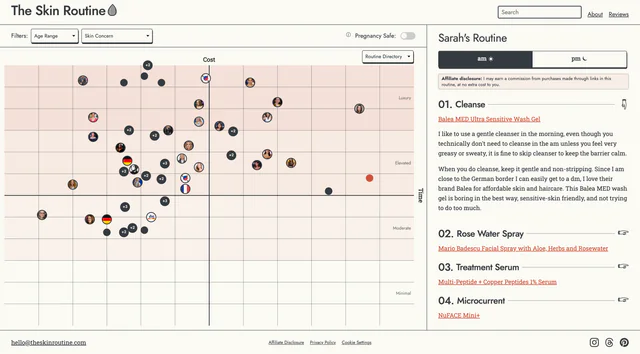 The Skin Routine
Search
About
Reviews
Filters:
Age Range
Skin Concern
Pregnancy Safe:
Cost
Routine Directory
Luxury
Elevated
Moderate
Minimal
Time
Sarah's Routine
am
pm
Affiliate disclosure: I may earn a commission from purchases made through links in this
routine, at no extra cost to you.
01. Cleanse
Balea MED Ultra Sensitive Wash Gel
I like to use a gentle cleanser in the morning, even though you
technically don't need to cleanse in the am unless you feel very
greasy or sweaty, it is fine to skip cleanser to keep the barrier calm.
When you do cleanse, keep it gentle and non-stripping. Since I am
close to the German border I can easily get to a dm, I love their
brand Balea for affordable skin and haircare. This Balea MED wash
gel is wonderful, sensitive-skin friendly, and not trying
to do too much.
02. Rose Water Spray
Mario Badescu Facial Spray with Aloe, Herbs and Rosewater
03. Treatment Serum
Multi-Peptide + Copper Peptides 1% Serum
04. Microcurrent
NuFACE Mini+
hello@theskinroutine.com
Affiliate Disclosure
Privacy Policy
Cookie Settings